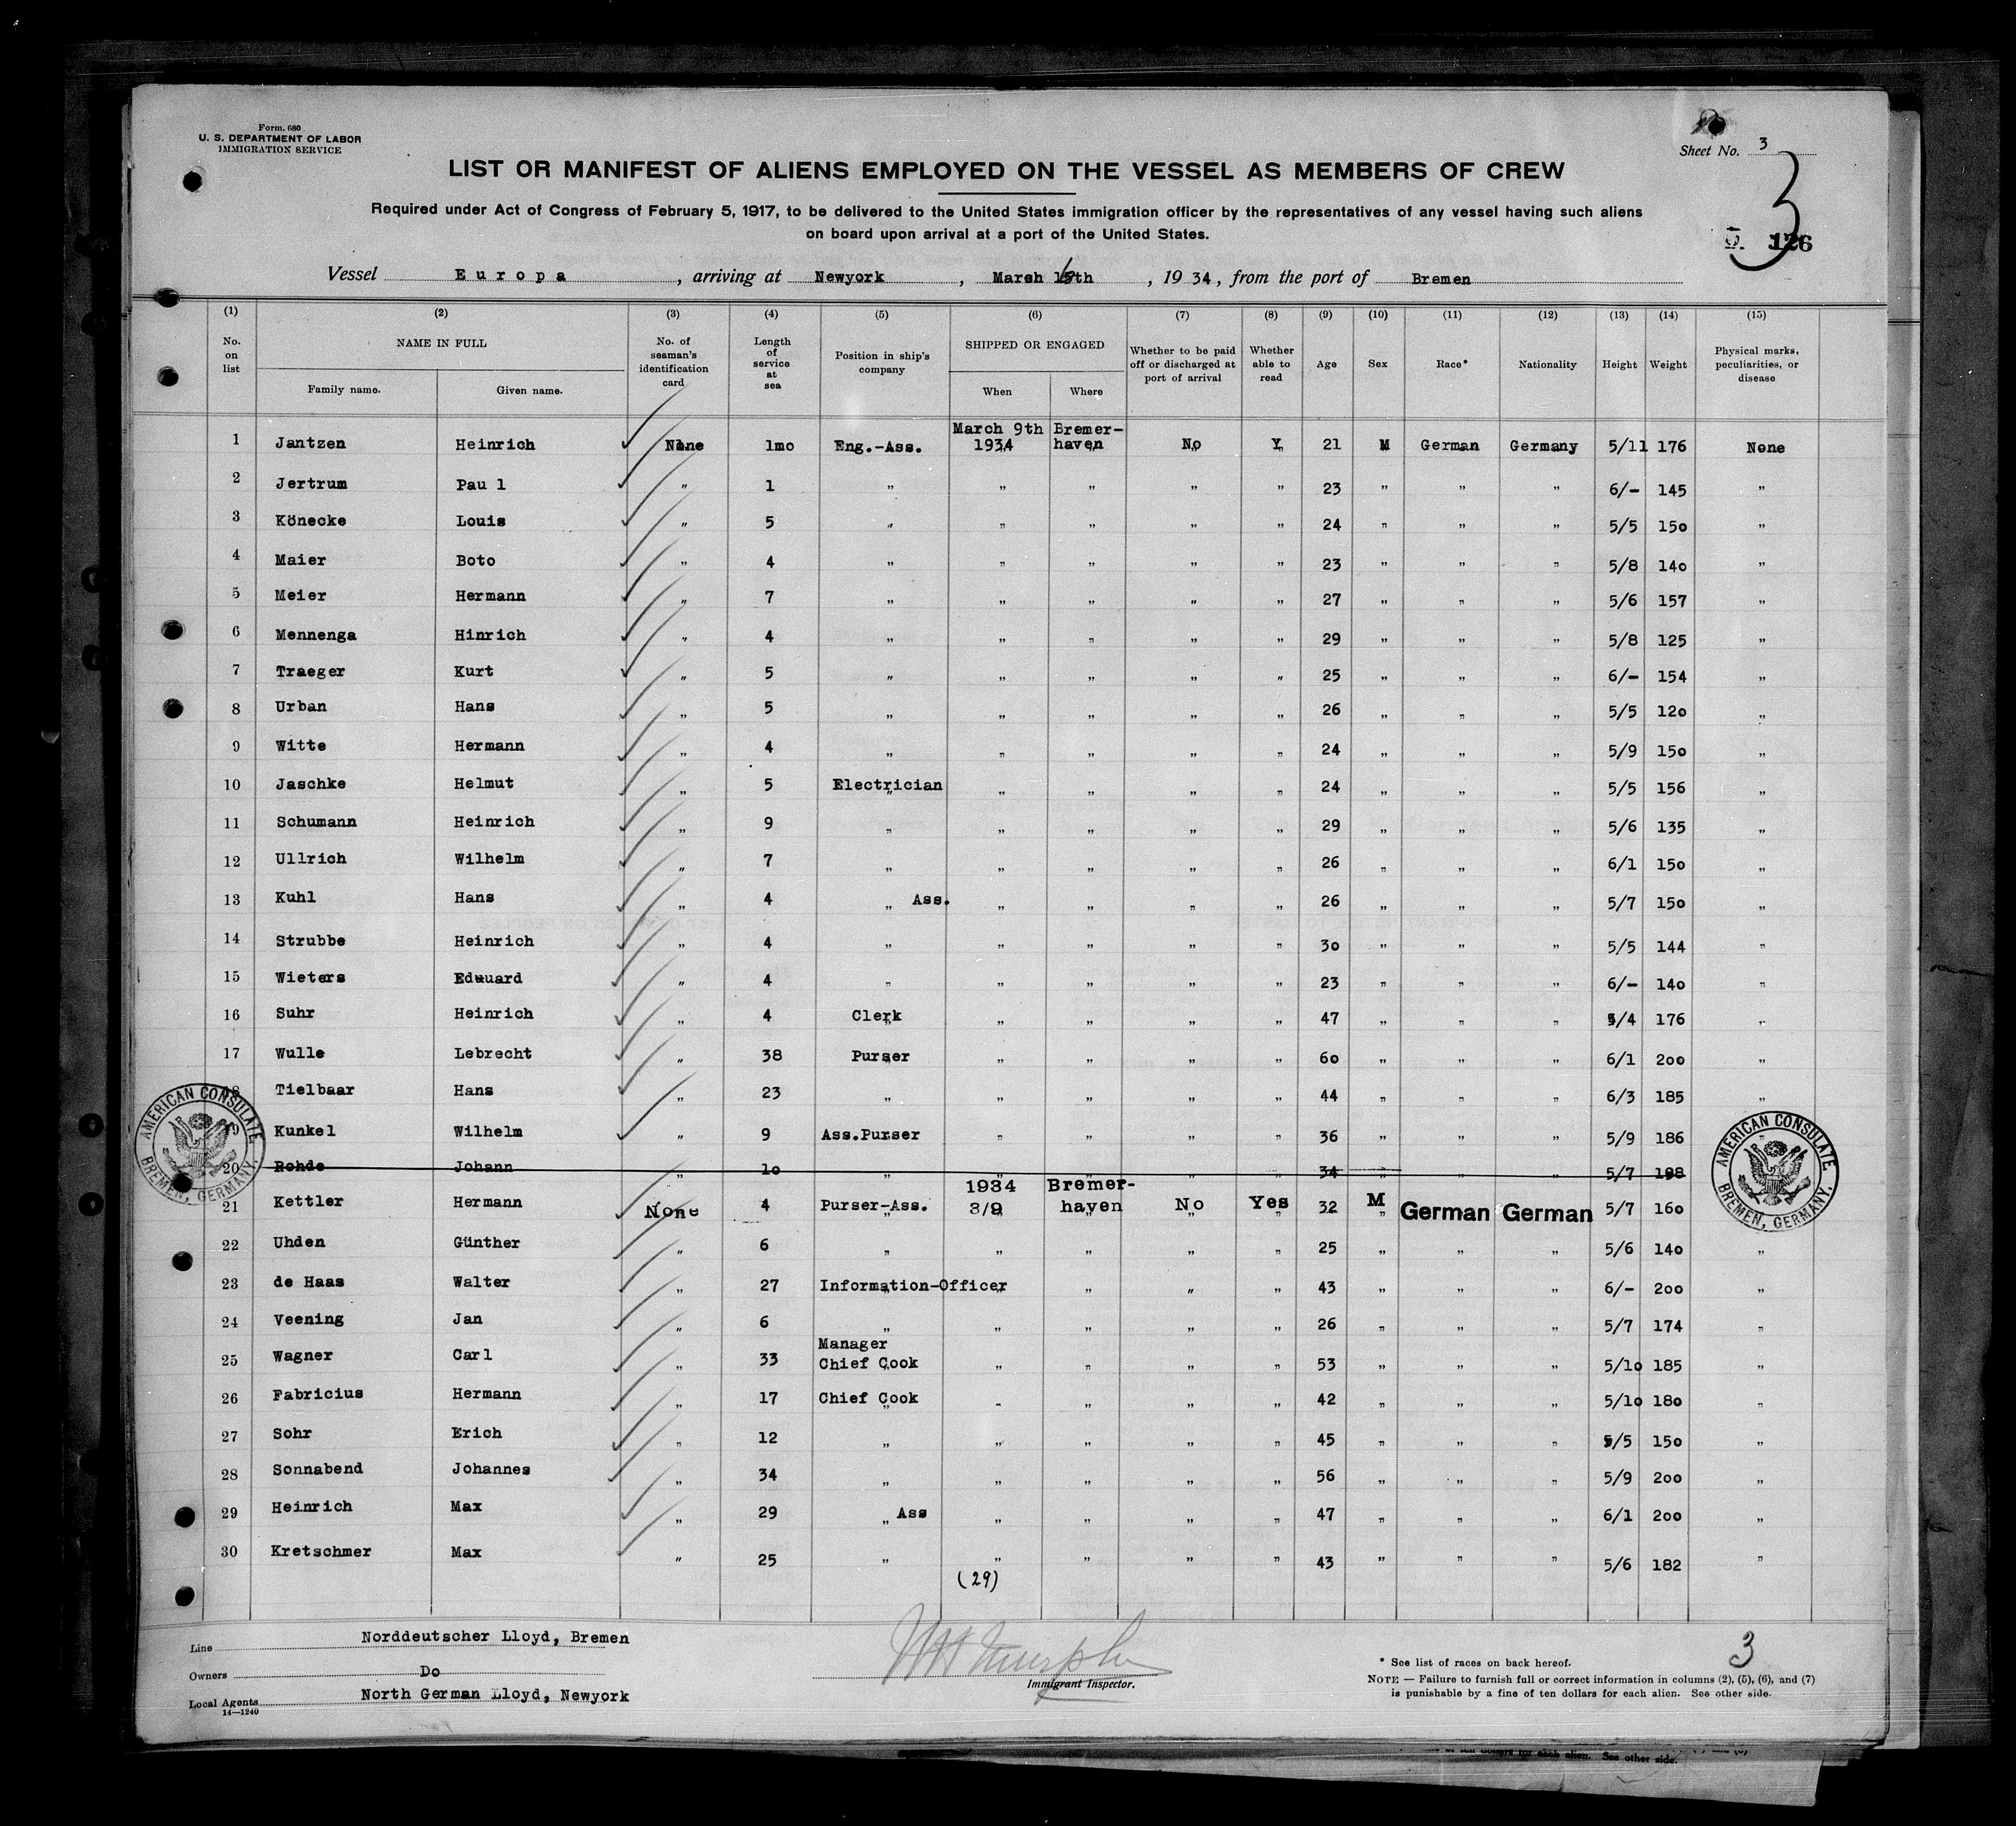 Form. 680
U. S. DEPARTMENT OF LABOR
IMMIGRATION SERVICE
Sheet No. 3
3
LIST OR MANIFEST OF ALIENS EMPLOYED ON THE VESSEL AS MEMBERS OF CREW
Required under Act of Congress of February 5, 1917, to be delivered to the United States immigration officer by the representatives of any vessel having such aliens
on board upon arrival at a port of the United States.
126
Vessel Europa, arriving at Newyork, March 15th, 1934, from the port of Bremen
(1) (2) (3) (4) (5) (6) (7) (8) (9) (10) (11) (12) (13) (14) (15)
No. on list NAME IN FULL Family name. Given name. No. of seaman's identification card Length of service at sea Position in ship's company SHIPPED OR ENGAGED When Where Whether to be paid off or discharged at port of arrival Whether able to read Age Sex Race* Nationality Height Weight Physical marks, peculiarities, or disease
1 Jantzen Heinrich None 1mo Eng.-Ass. March 9th 1934 Bremer-haven No Y 21 M German Germany 5/11 176 None
2 Jertrum Pau l " 1 " " " " " 23 " " " 6/- 145 "
3 Könecke Louis " 5 " " " " " 24 " " " 5/5 150 "
4 Maier Boto " 4 " " " " " 23 " " " 5/8 140 "
5 Meier Hermann " 7 " " " " " 27 " " " 5/6 157 "
6 Mennenga Hinrich " 4 " " " " " 29 " " " 5/8 125 "
7 Traeger Kurt " 5 " " " " " 25 " " " 6/- 154 "
8 Urban Hans " 5 " " " " " 26 " " " 5/5 120 "
9 Witte Hermann " 4 " " " " " 24 " " " 5/9 150 "
10 Jaschke Helmut " 5 Electrician " " " " 24 " " " 5/5 156 "
11 Schumann Heinrich " 9 " " " " " 29 " " " 5/6 135 "
12 Ullrich Wilhelm " 7 " " " " " 26 " " " 6/1 150 "
13 Kuhl Hans " 4 " Ass. " " " " 26 " " " 5/7 150 "
14 Strubbe Heinrich " 4 " " " " " 30 " " " 5/5 144 "
15 Wieters Eduuard " 4 " " " " " 23 " " " 6/- 140 "
16 Suhr Heinrich " 4 Clerk " " " " 47 " " " 5/4 176 "
17 Wulle Lebrecht " 38 Purser " " " " 60 " " " 6/1 200 "
18 Tielbaar Hans " 23 " " " " " 44 " " " 6/3 185 "
19 Kunkel Wilhelm " 9 Ass.Purser " " " " 36 " " " 5/9 186 "
20 Rohde Johann " 10 " " " " " 34 " " " 5/7 198
21 Kettler Hermann None 4 Purser-Ass. 1934 3/9 Bremer-haven No Yes 32 M German German 5/7 160
22 Uhden Günther " 6 " " " " " 25 " " " 5/6 140 "
23 de Haas Walter " 27 Information-Officer " " " " 43 " " " 6/- 200 "
24 Veening Jan " 6 " " " " " 26 " " " 5/7 174 "
25 Wagner Carl " 33 Manager Chief Cook " " " " 53 " " " 5/10 185 "
26 Fabricius Hermann " 17 Chief Cook " " " " 42 " " " 5/10 180 "
27 Sohr Erich " 12 " " " " " 45 " " " 5/5 150 "
28 Sonnabend Johannes " 34 " " " " " 56 " " " 5/9 200 "
29 Heinrich Max " 29 " Ass " " " " 47 " " " 6/1 200 "
30 Kretschmer Max " 25 " " " " " 43 " " " 5/6 182 "
(29)
AMERICAN CONSULATE BREMEN, GERMANY.
AMERICAN CONSULATE BREMEN, GERMANY.
Line Norddeutscher Lloyd, Bremen
Owners Do
Local Agents North German Lloyd, Newyork
14—1240
Immigrant Inspector.
3
* See list of races on back hereof.
NOTE — Failure to furnish full or correct information in columns (2), (5), (6), and (7)
is punishable by a fine of ten dollars for each alien. See other side.
See other side.